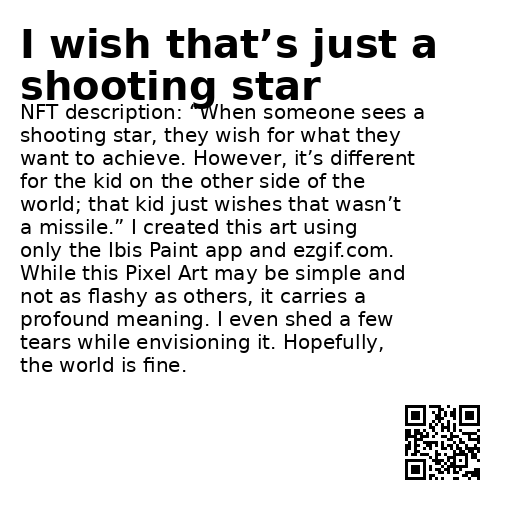 I wish that’s just a
shooting star
NFT description: “When someone sees a
shooting star, they wish for what they
want to achieve. However, it’s different
for the kid on the other side of the
world; that kid just wishes that wasn’t
a missile.” I created this art using
only the Ibis Paint app and ezgif.com.
While this Pixel Art may be simple and
not as flashy as others, it carries a
profound meaning. I even shed a few
tears while envisioning it. Hopefully,
the world is fine.